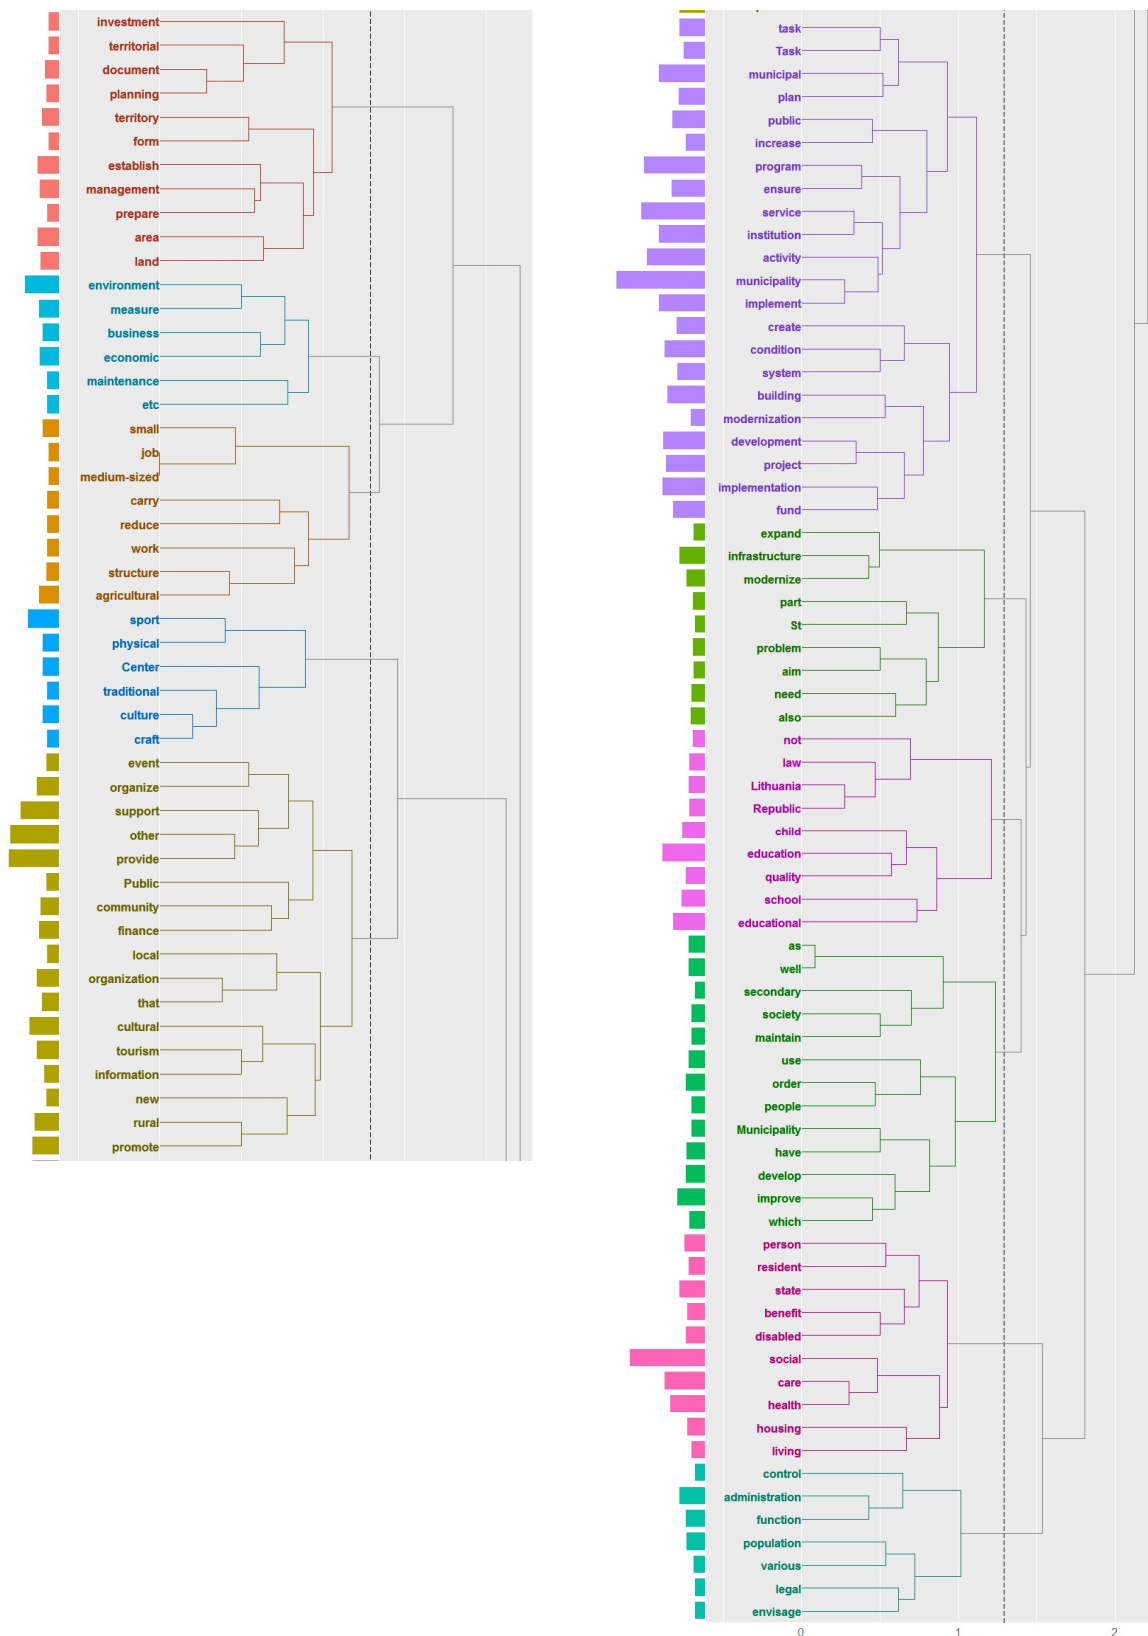 investment
territorial
document
planning
territory
form
establish
management
prepare
area
land
environment
measure
business
economic
maintenance
etc
small
job
medium-sized
carry
reduce
work
structure
agricultural
sport
physical
Center
traditional
culture
craft
event
organize
support
other
provide
Public
community
finance
local
organization
that
cultural
tourism
information
new
rural
promote
task
Task
municipal
plan
public
increase
program
ensure
service
institution
activity
municipality
implement
create
condition
system
building
modernization
development
project
implementation
fund
expand
infrastructure
modernize
part
St
problem
aim
need
also
not
law
Lithuania
Republic
child
education
quality
school
educational
as
well
secondary
society
maintain
use
order
people
Municipality
have
develop
improve
which
person
resident
state
benefit
disabled
social
care
health
housing
living
control
administration
function
population
various
legal
envisage
0 1 2